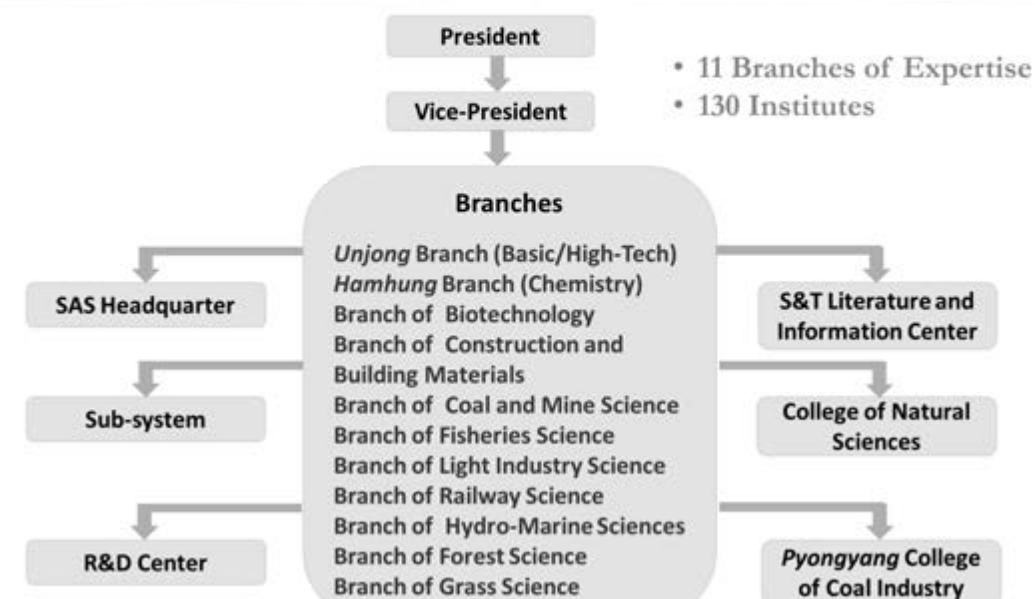 President
• 11 Branches of Expertise
• 130 Institutes
Vice-President
Branches
Unjong Branch (Basic/High-Tech)
Hamhung Branch (Chemistry)
Branch of Biotechnology
Branch of Construction and
Building Materials
Branch of Coal and Mine Science
Branch of Fisheries Science
Branch of Light Industry Science
Branch of Railway Science
Branch of Hydro-Marine Sciences
Branch of Forest Science
Branch of Grass Science
SAS Headquarter
Sub-system
R&D Center
S&T Literature and
Information Center
College of Natural
Sciences
Pyongyang College
of Coal Industry